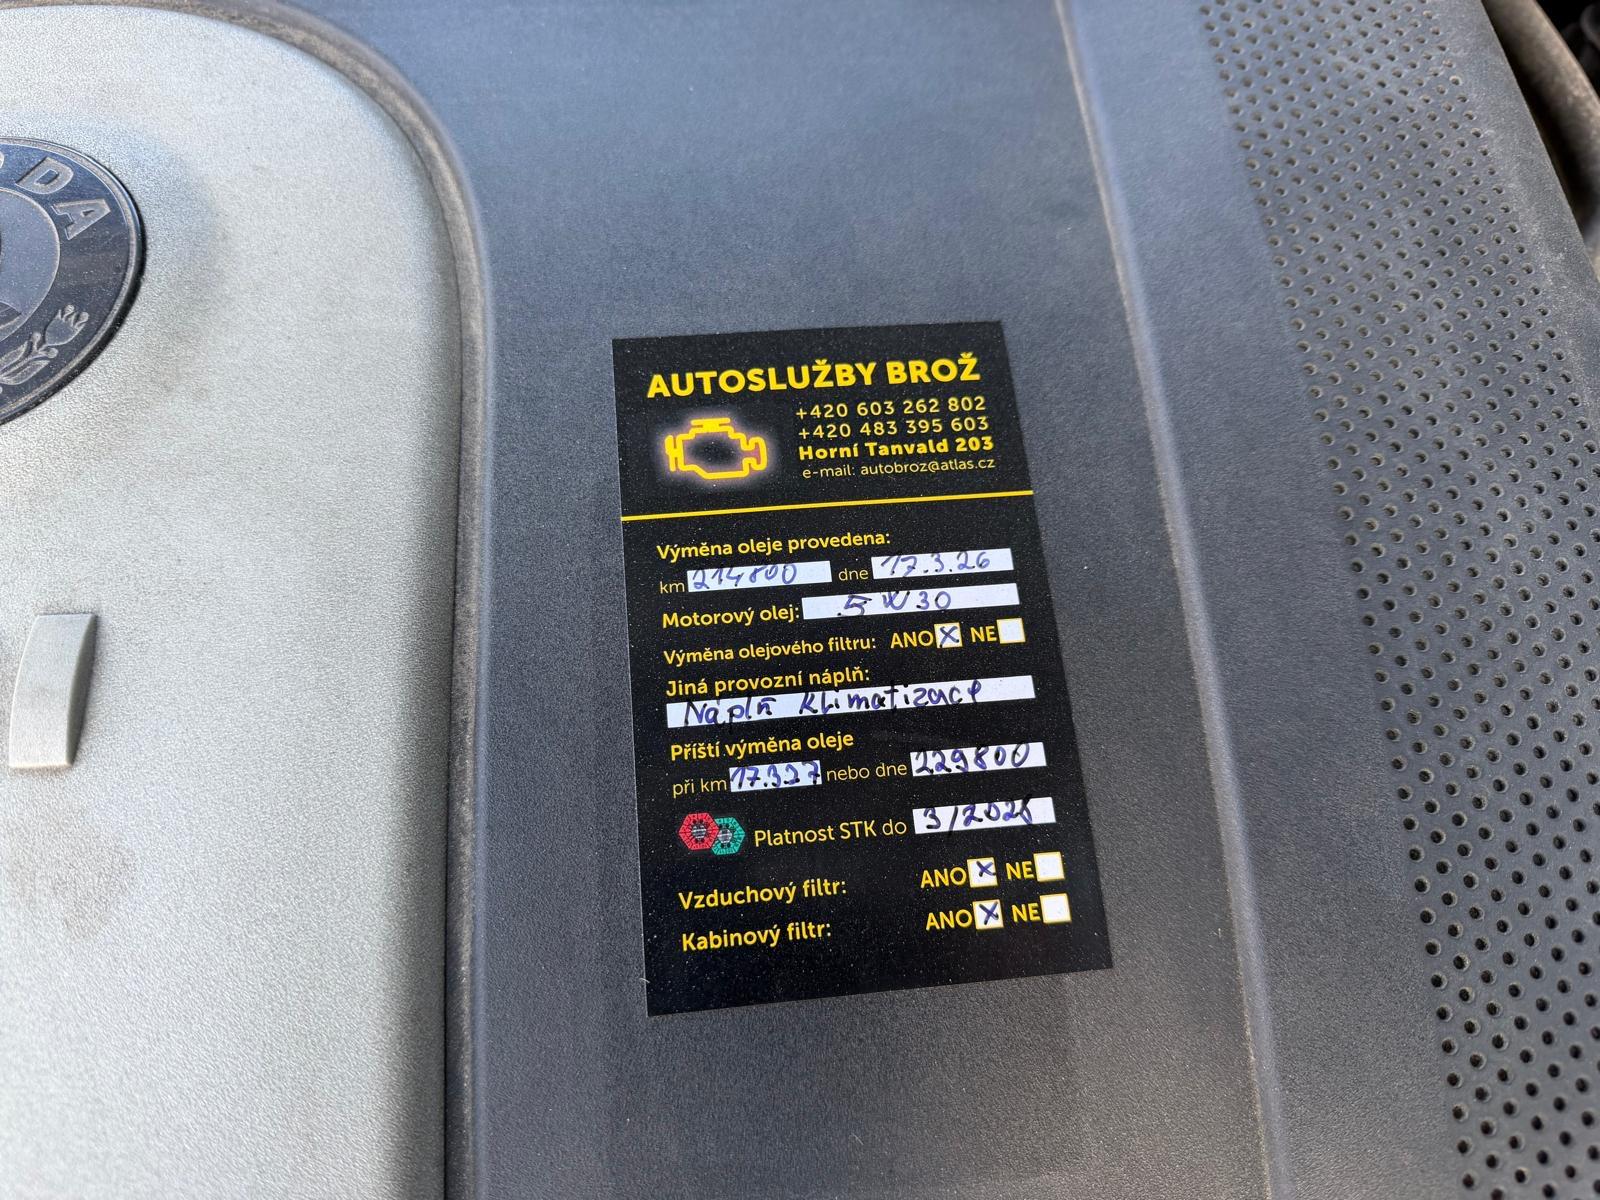 ODA
AUTOSLUŽBY BROŽ
+420 603 262 802
+420 483 395 603
Horní Tanvald 203
e-mail: autobroz@atlas.cz
Výměna oleje provedena:
km 214800 dne 17.3.26
Motorový olej: 5W30
Výměna olejového filtru: ANO X NE
Jiná provozní náplň:
Náplň klimatizace
Příští výměna oleje
při km 17.3.27 nebo dne 229800
Platnost STK do 3/2028
Vzduchový filtr: ANO X NE
Kabinový filtr: ANO X NE